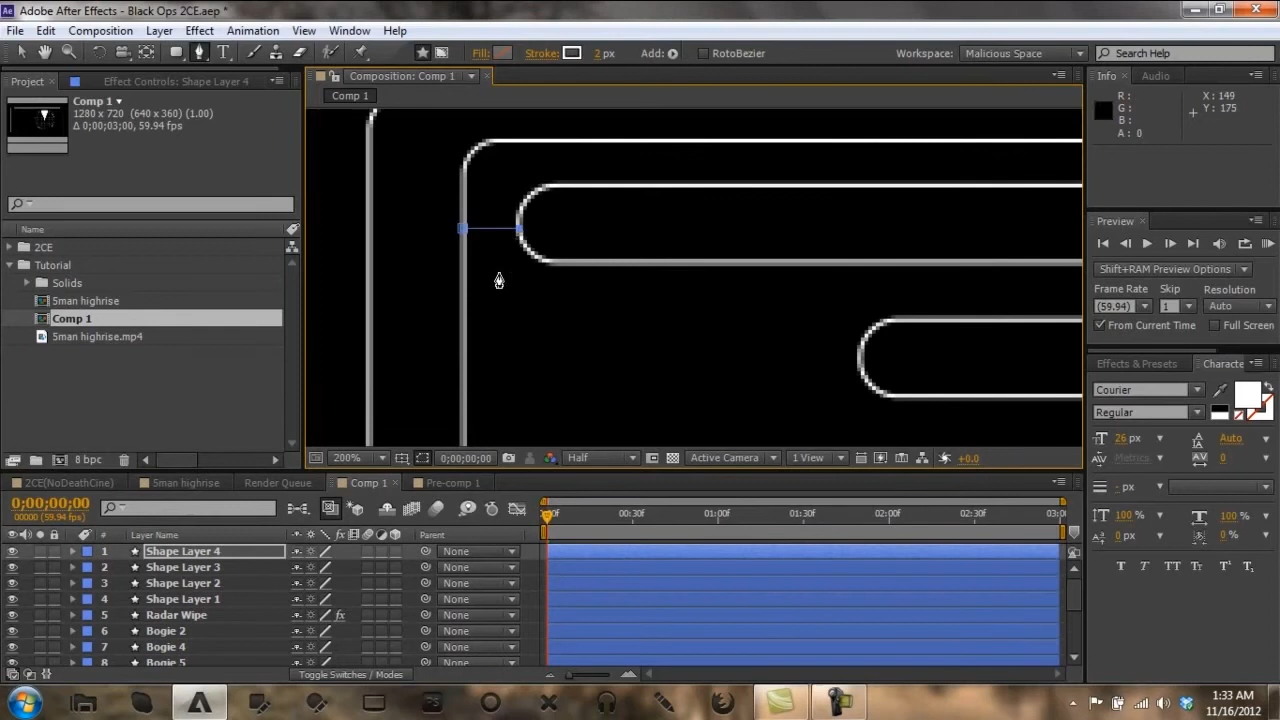 Adobe After Effects - Black Ops 2CE.aep *
File Edit Composition Layer Effect Animation View Window Help
Fill: Stroke: 2 px Add: RotoBezier Workspace: Malicious Space Search Help
Project Effect Controls: Shape Layer 4
Comp 1
1280 x 720 (640 x 360) (1.00)
Δ 0;00;03;00, 59.94 fps
Name
2CE
Tutorial
Solids
5man highrise
Comp 1
5man highrise.mp4
8 bpc
Composition: Comp 1
Comp 1
200% 0;00;00;00 Half Active Camera 1 View +0.0
Info Audio
R : X : 149
G : Y : 175
B :
A : 0
Preview
Shift+RAM Preview Options
Frame Rate Skip Resolution
(59.94) 1 Auto
From Current Time Full Screen
Effects & Presets Characte
Courier
Regular
26 px Auto
Metrics 0
- px
100 % 100 %
0 px 0 %
T T TT Tr T T
2CE(NoDeathCine) 5man highrise Render Queue Comp 1 Pre-comp 1
0;00;00;00
00000 (59.94 fps)
:00f 00:30f 01:00f 01:30f 02:00f 02:30f 03:0
# Layer Name Parent
1 Shape Layer 4 None
2 Shape Layer 3 None
3 Shape Layer 2 None
4 Shape Layer 1 None
5 Radar Wipe fx None
6 Bogie 2 None
7 Bogie 4 None
8 Bogie 5 None
Toggle Switches / Modes
1:33 AM
11/16/2012